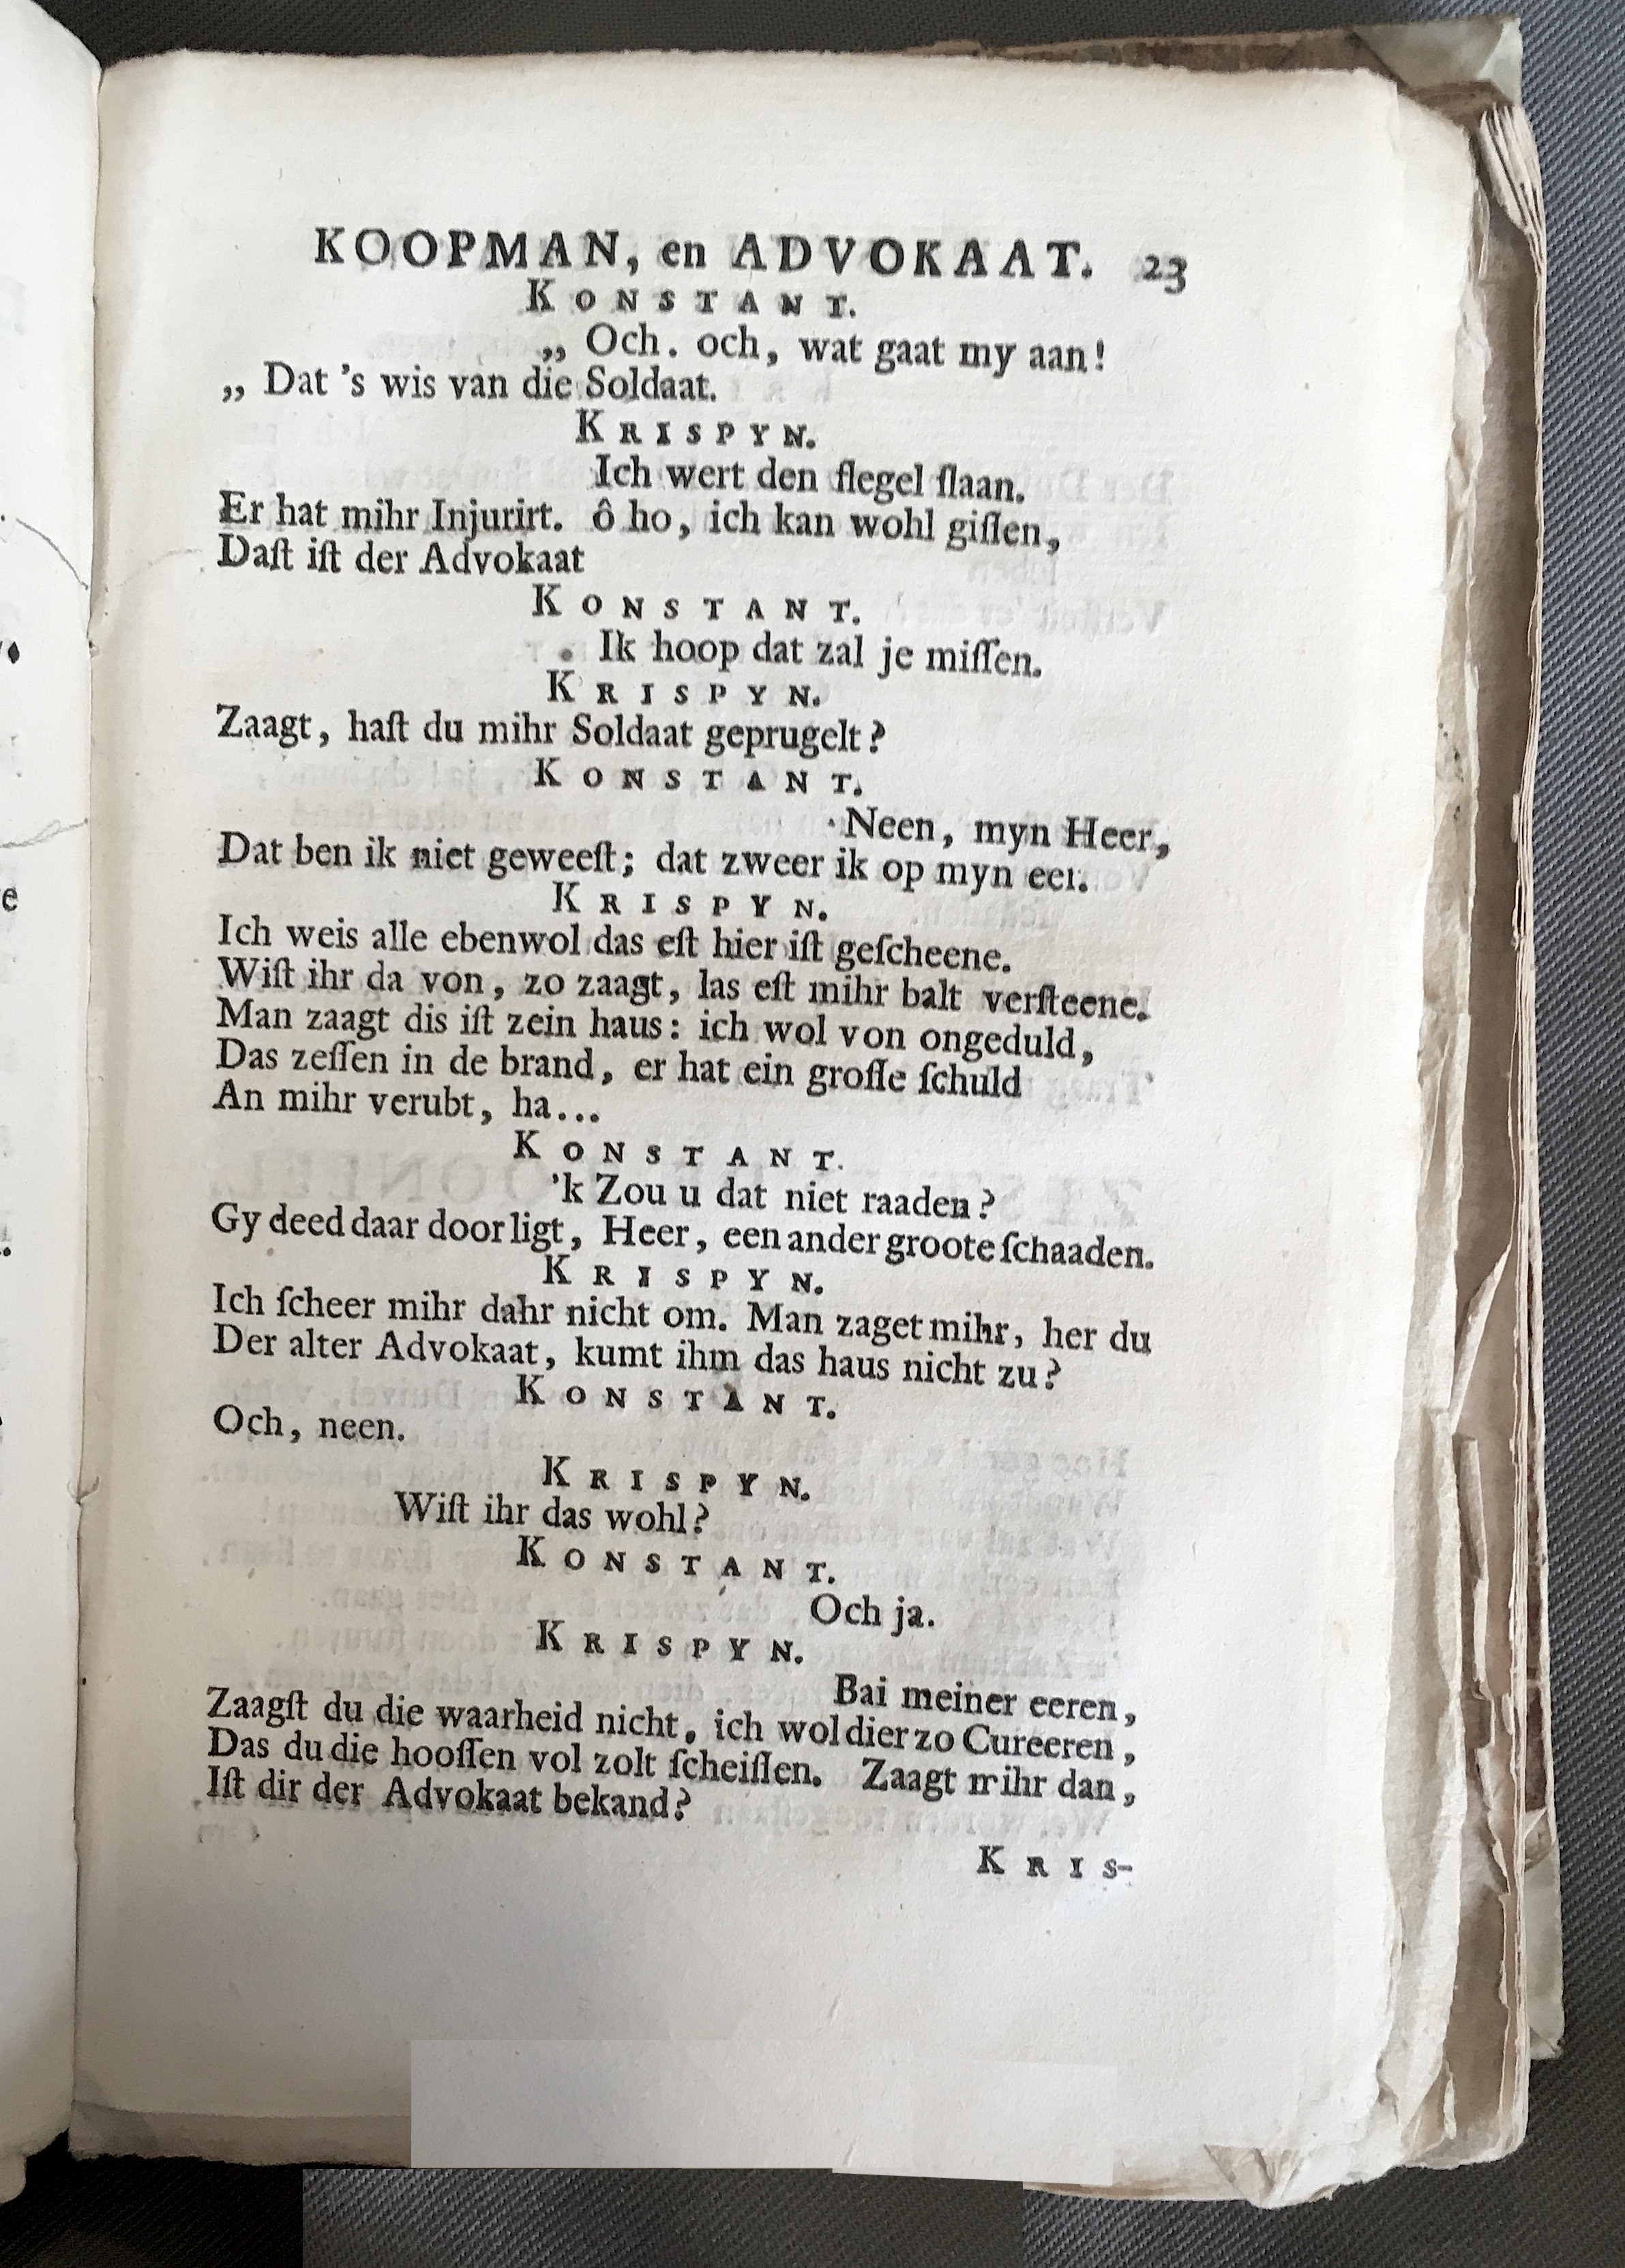 KOOPMAN, en ADVOKAAT. 23
KONSTANT.
„ Och. och, wat gaat my aan!
„ Dat 's wis van die Soldaat.
KRISPYN.
Ich wert den flegel ſlaan.
Er hat mihr Injurirt. ô ho, ich kan wohl giſſen,
Daſt iſt der Advokaat
KONSTANT.
Ik hoop dat zal je miſſen.
KRISPYN.
Zaagt, haſt du mihr Soldaat geprugelt?
KONSTANT.
Neen, myn Heer,
Dat ben ik niet geweeſt; dat zweer ik op myn eer.
KRISPYN.
Ich weis alle ebenwol das eſt hier iſt geſcheene.
Wiſt ihr da von, zo zaagt, las eſt mihr balt verſteene.
Man zaagt dis iſt zein haus: ich wol von ongeduld,
Das zeſſen in de brand, er hat ein groſſe ſchuld
An mihr verubt, ha...
KONSTANT.
'k Zou u dat niet raaden?
Gy deed daar door ligt, Heer, een ander groote ſchaaden.
KRISPYN.
Ich ſcheer mihr dahr nicht om. Man zaget mihr, her du
Der alter Advokaat, kumt ihm das haus nicht zu?
KONSTANT.
Och, neen.
KRISPYN.
Wiſt ihr das wohl?
KONSTANT.
Och ja.
KRISPYN.
Bai meiner eeren,
Zaagſt du die waarheid nicht, ich wol dier zo Cureeren,
Das du die hooſſen vol zolt ſcheiſſen. Zaagt mihr dan,
Iſt dir der Advokaat bekand?
KRIS-